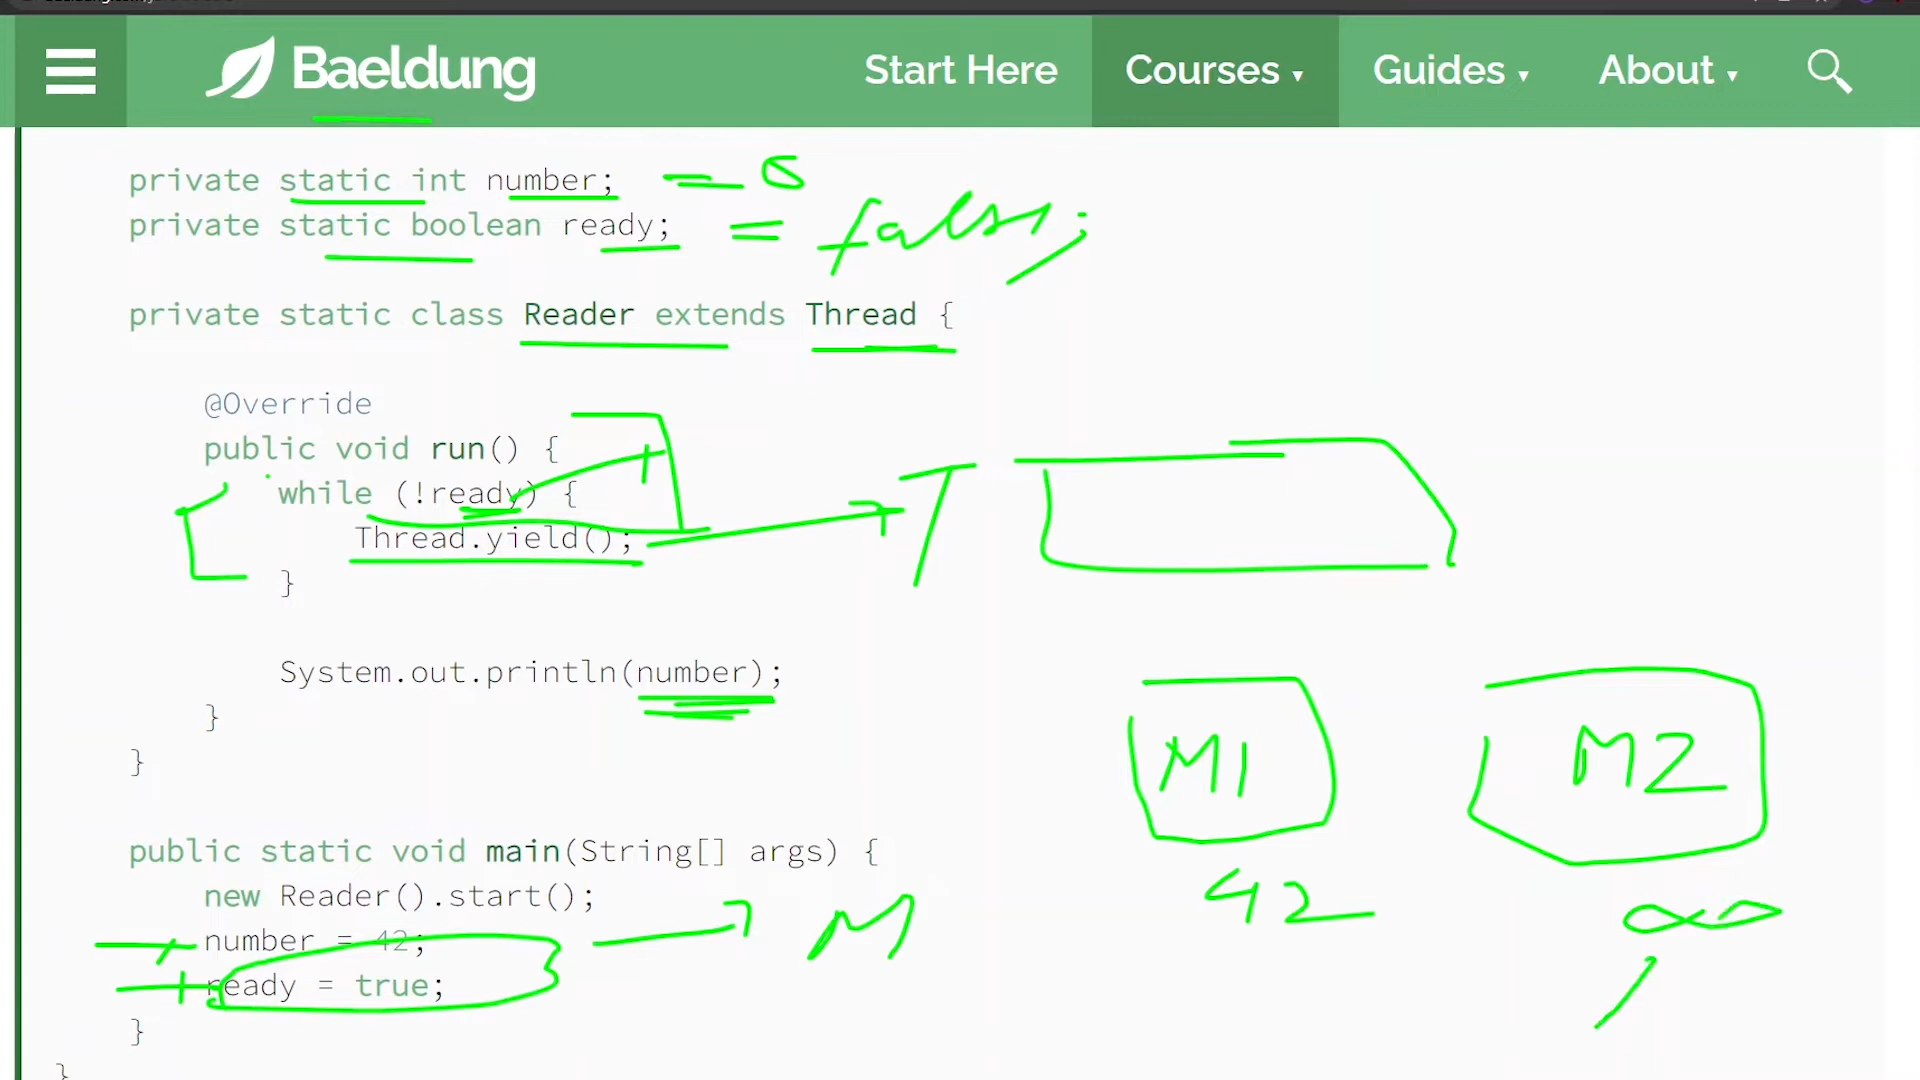 Baeldung Start Here Courses Guides About
private static int number; = 0
private static boolean ready; = false;
private static class Reader extends Thread {
@Override
public void run() {
while (!ready) {
Thread.yield(); T
}
System.out.println(number);
}
}
M1 M2
public static void main(String[] args) {
new Reader().start();
42 ∞
number = 42; M
ready = true;
}
}